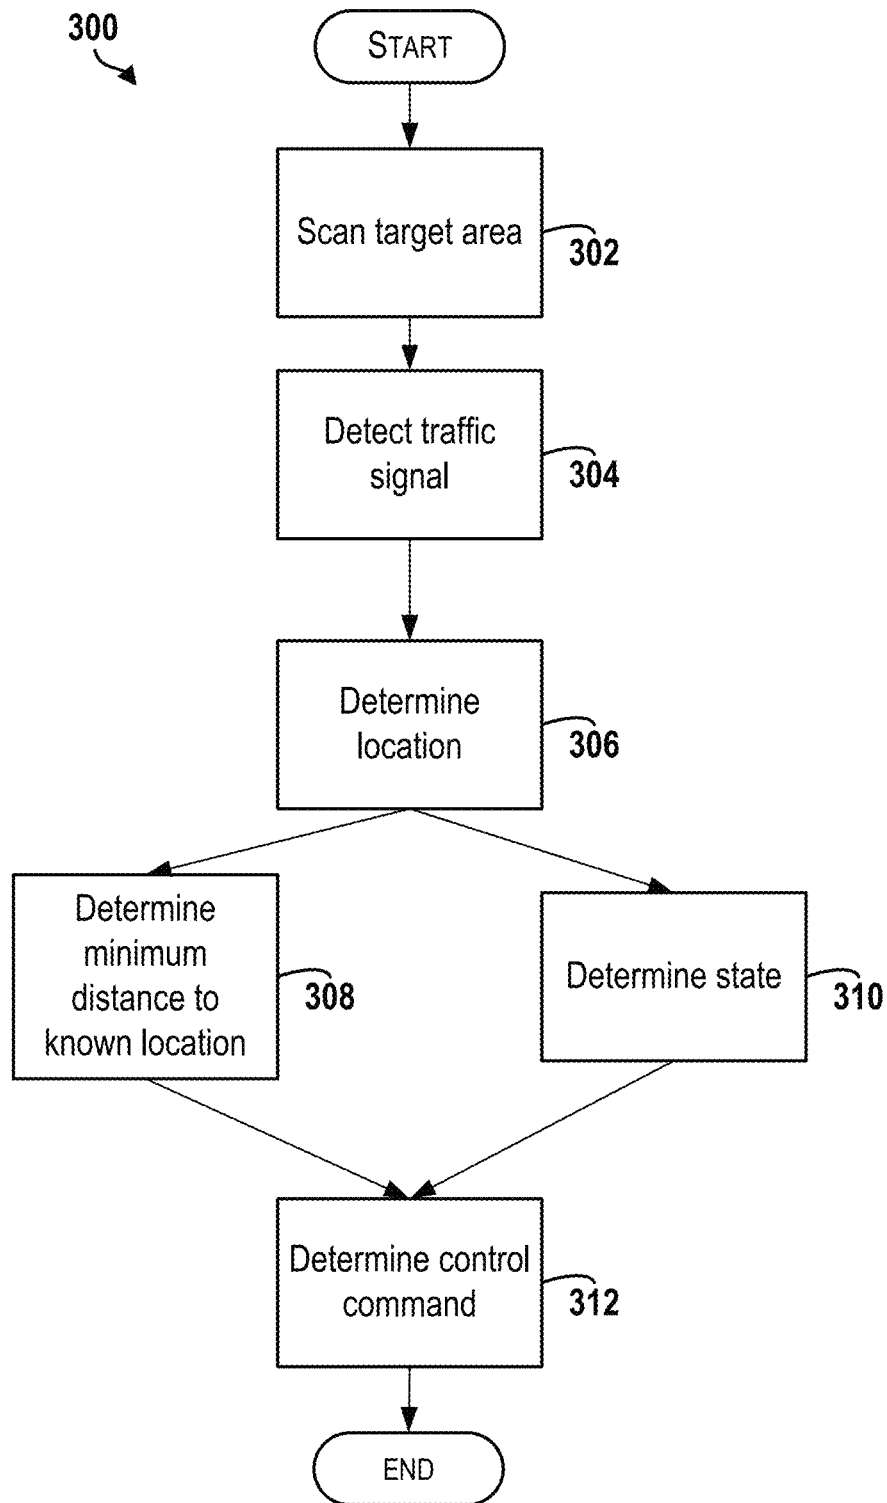 300
START
Scan target area
302
Detect traffic
signal
304
Determine
location
306
Determine
minimum
distance to
known location
308
Determine state
310
Determine control
command
312
END